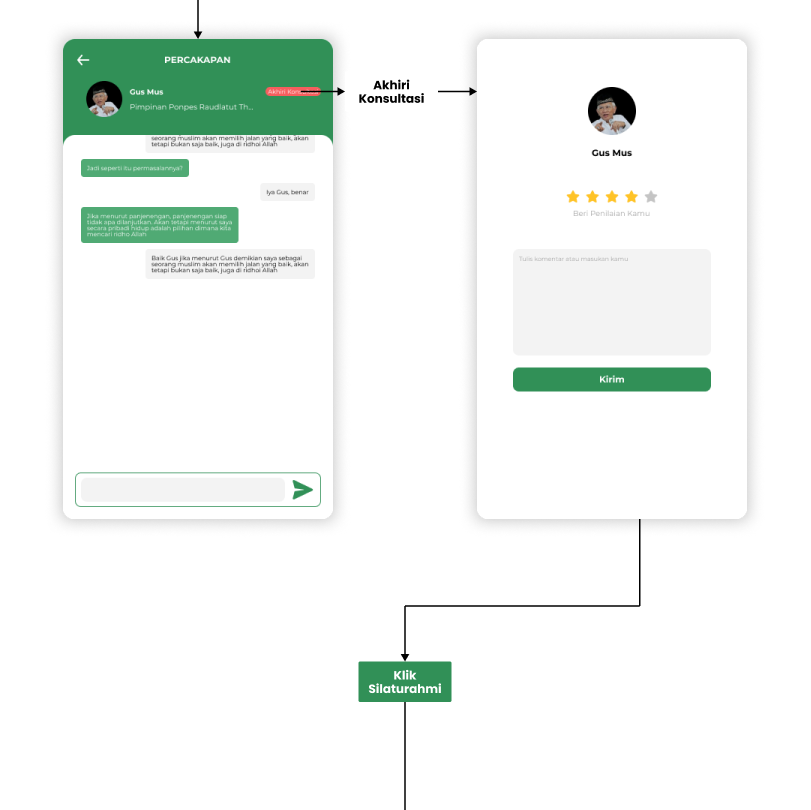 PERCAKAPAN
Gus Mus
Akhiri Konsultasi
Pimpinan Ponpes Raudlatut Th...
seorang muslim akan memilih jalan yang baik, akan
tetapi bukan saja baik, juga di ridhoi Allah
Jadi seperti itu permasalannya?
Iya Gus, benar
Jika menurut panjenengan, panjenengan siap
tidak apa dilanjutkan. Akan tetapi menurut saya
secara pribadi hidup adalah pilihan dimana kita
mencari ridho Allah
Baik Gus jika menurut Gus demikian saya sebagai
seorang muslim akan memilih jalan yang baik, akan
tetapi bukan saja baik, juga di ridhoi Allah
Akhiri
Konsultasi
Gus Mus
Beri Penilaian Kamu
Tulis komentar atau masukan kamu
Kirim
Klik
Silaturahmi